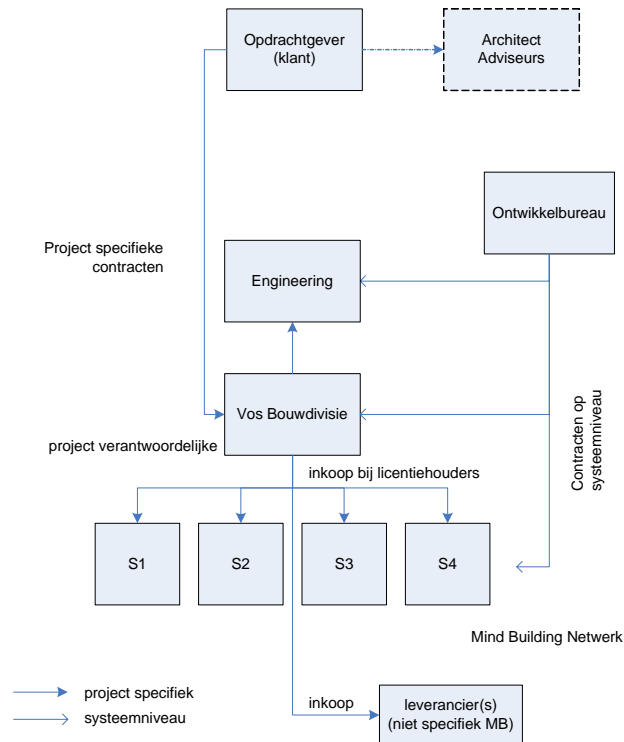 Opdrachtgever
(klant)
Architect
Adviseurs
Ontwikkelbureau
Project specifieke
contracten
Engineering
Vos Bouwdivisie
project verantwoordelijke
Contracten op
systeemniveau
inkoop bij licentiehouders
S1
S2
S3
S4
Mind Building Netwerk
project specifiek
systeemniveau
inkoop
leverancier(s)
(niet specifiek MB)